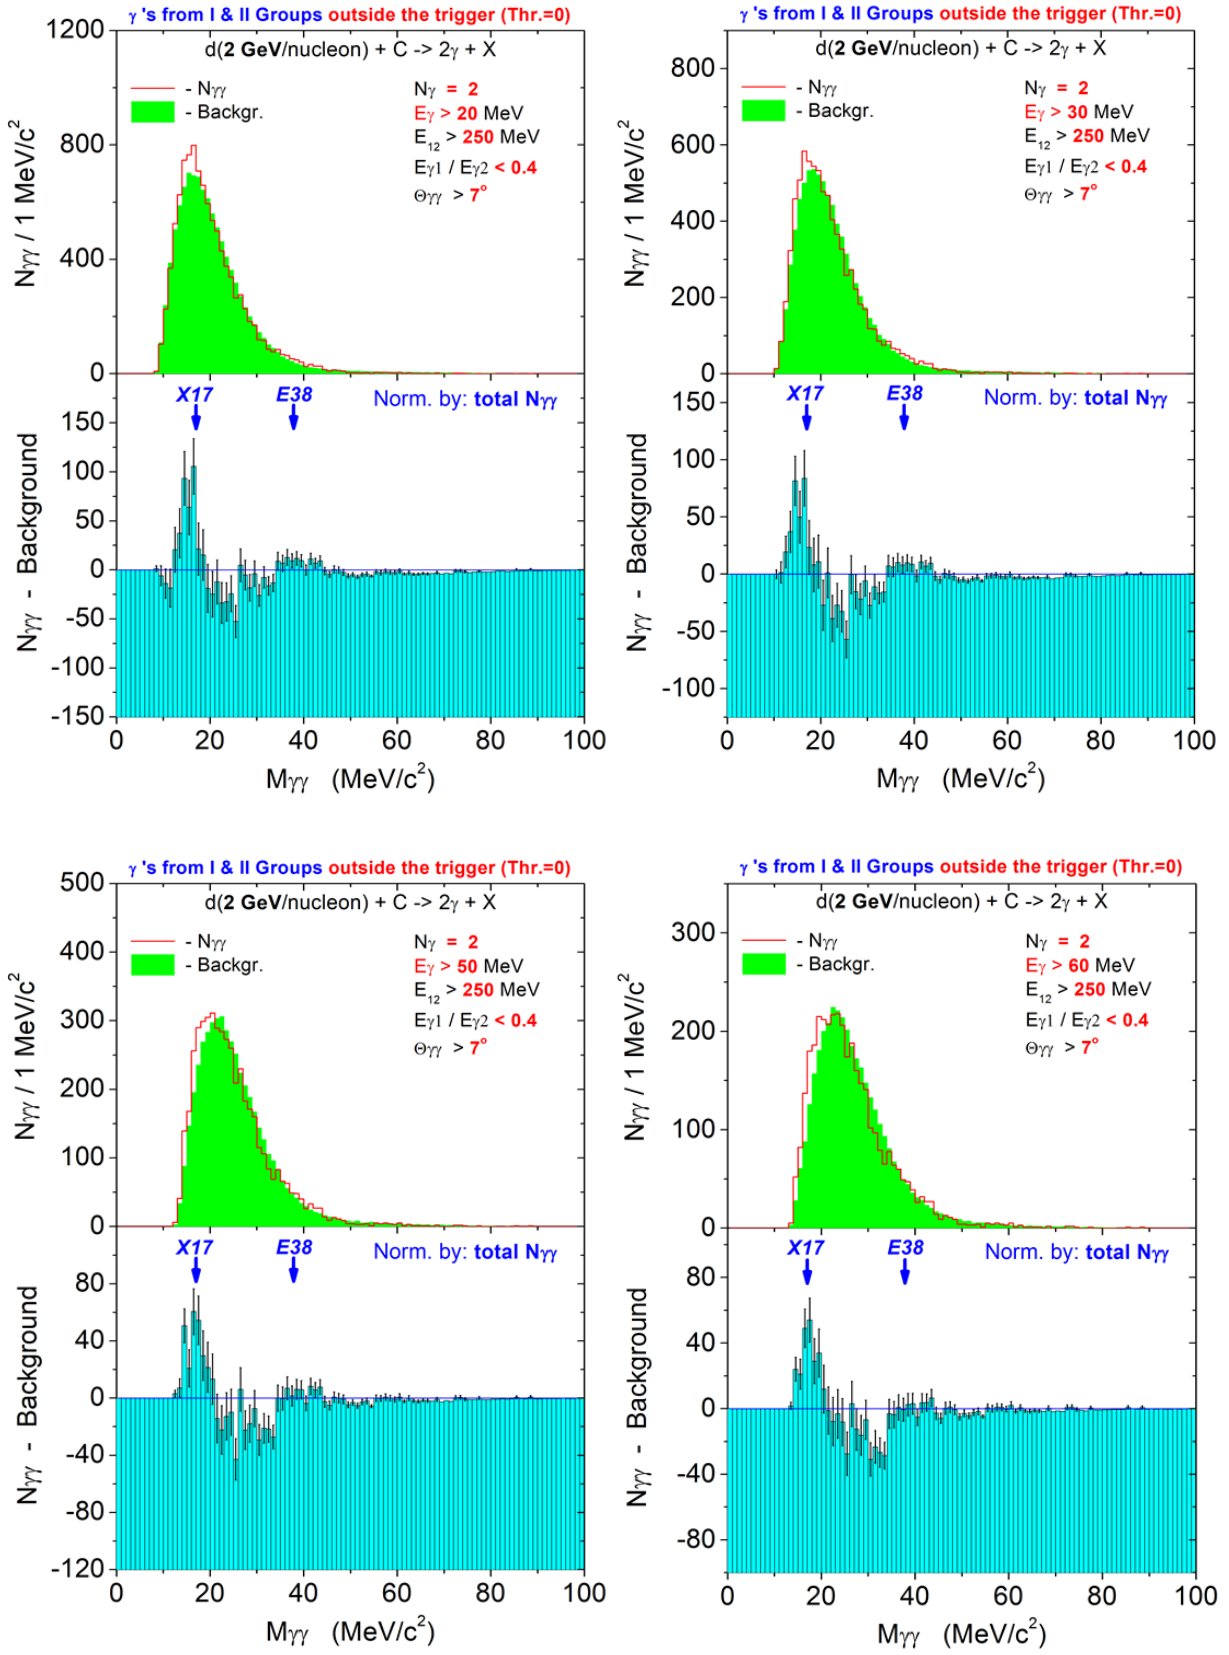 γ 's from I & II Groups outside the trigger (Thr.=0)
d(2 GeV/nucleon) + C -> 2γ + X
- Nγγ
- Backgr.
Nγ = 2
Eγ > 20 MeV
E12 > 250 MeV
Eγ1 / Eγ2 < 0.4
Θγγ > 7°
Nγγ / 1 MeV/c²
1200
800
400
0
X17
E38
Norm. by: total Nγγ
Nγγ - Background
150
100
50
0
-50
-100
-150
0 20 40 60 80 100
Mγγ (MeV/c²)
γ 's from I & II Groups outside the trigger (Thr.=0)
d(2 GeV/nucleon) + C -> 2γ + X
- Nγγ
- Backgr.
Nγ = 2
Eγ > 30 MeV
E12 > 250 MeV
Eγ1 / Eγ2 < 0.4
Θγγ > 7°
Nγγ / 1 MeV/c²
800
600
400
200
0
X17
E38
Norm. by: total Nγγ
Nγγ - Background
150
100
50
0
-50
-100
0 20 40 60 80 100
Mγγ (MeV/c²)
γ 's from I & II Groups outside the trigger (Thr.=0)
d(2 GeV/nucleon) + C -> 2γ + X
- Nγγ
- Backgr.
Nγ = 2
Eγ > 50 MeV
E12 > 250 MeV
Eγ1 / Eγ2 < 0.4
Θγγ > 7°
Nγγ / 1 MeV/c²
500
400
300
200
100
0
X17
E38
Norm. by: total Nγγ
Nγγ - Background
80
40
0
-40
-80
-120
0 20 40 60 80 100
Mγγ (MeV/c²)
γ 's from I & II Groups outside the trigger (Thr.=0)
d(2 GeV/nucleon) + C -> 2γ + X
- Nγγ
- Backgr.
Nγ = 2
Eγ > 60 MeV
E12 > 250 MeV
Eγ1 / Eγ2 < 0.4
Θγγ > 7°
Nγγ / 1 MeV/c²
300
200
100
0
X17
E38
Norm. by: total Nγγ
Nγγ - Background
80
40
0
-40
-80
0 20 40 60 80 100
Mγγ (MeV/c²)